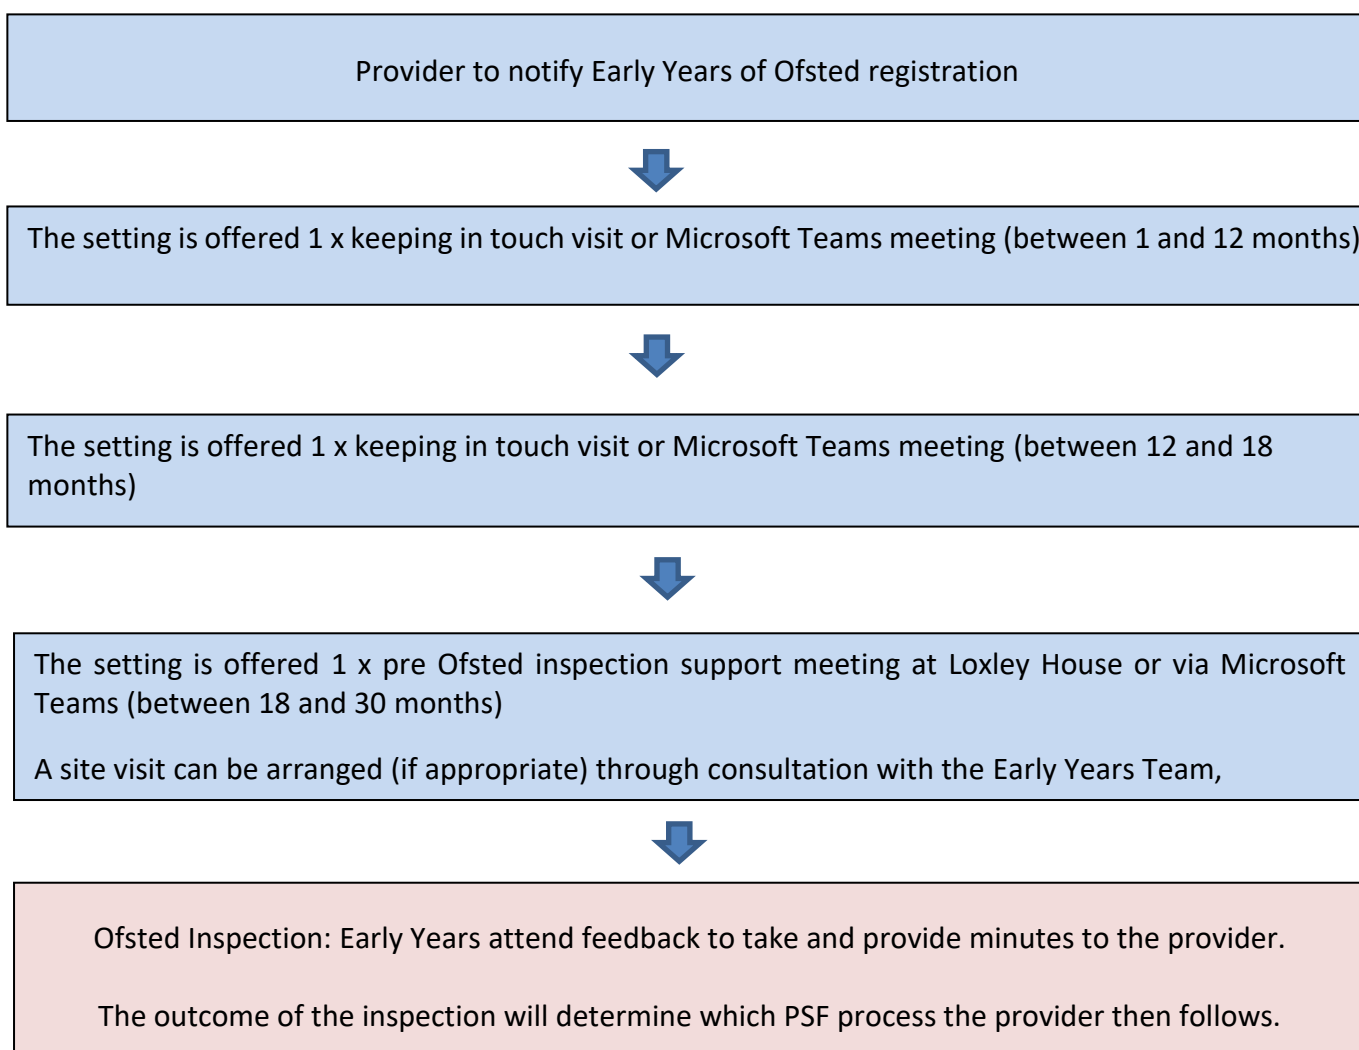 Provider to notify Early Years of Ofsted registration
The setting is offered 1 x keeping in touch visit or Microsoft Teams meeting (between 1 and 12 months)
The setting is offered 1 x keeping in touch visit or Microsoft Teams meeting (between 12 and 18
months)
The setting is offered 1 x pre Ofsted inspection support meeting at Loxley House or via Microsoft
Teams (between 18 and 30 months)
A site visit can be arranged (if appropriate) through consultation with the Early Years Team,
Ofsted Inspection: Early Years attend feedback to take and provide minutes to the provider.
The outcome of the inspection will determine which PSF process the provider then follows.